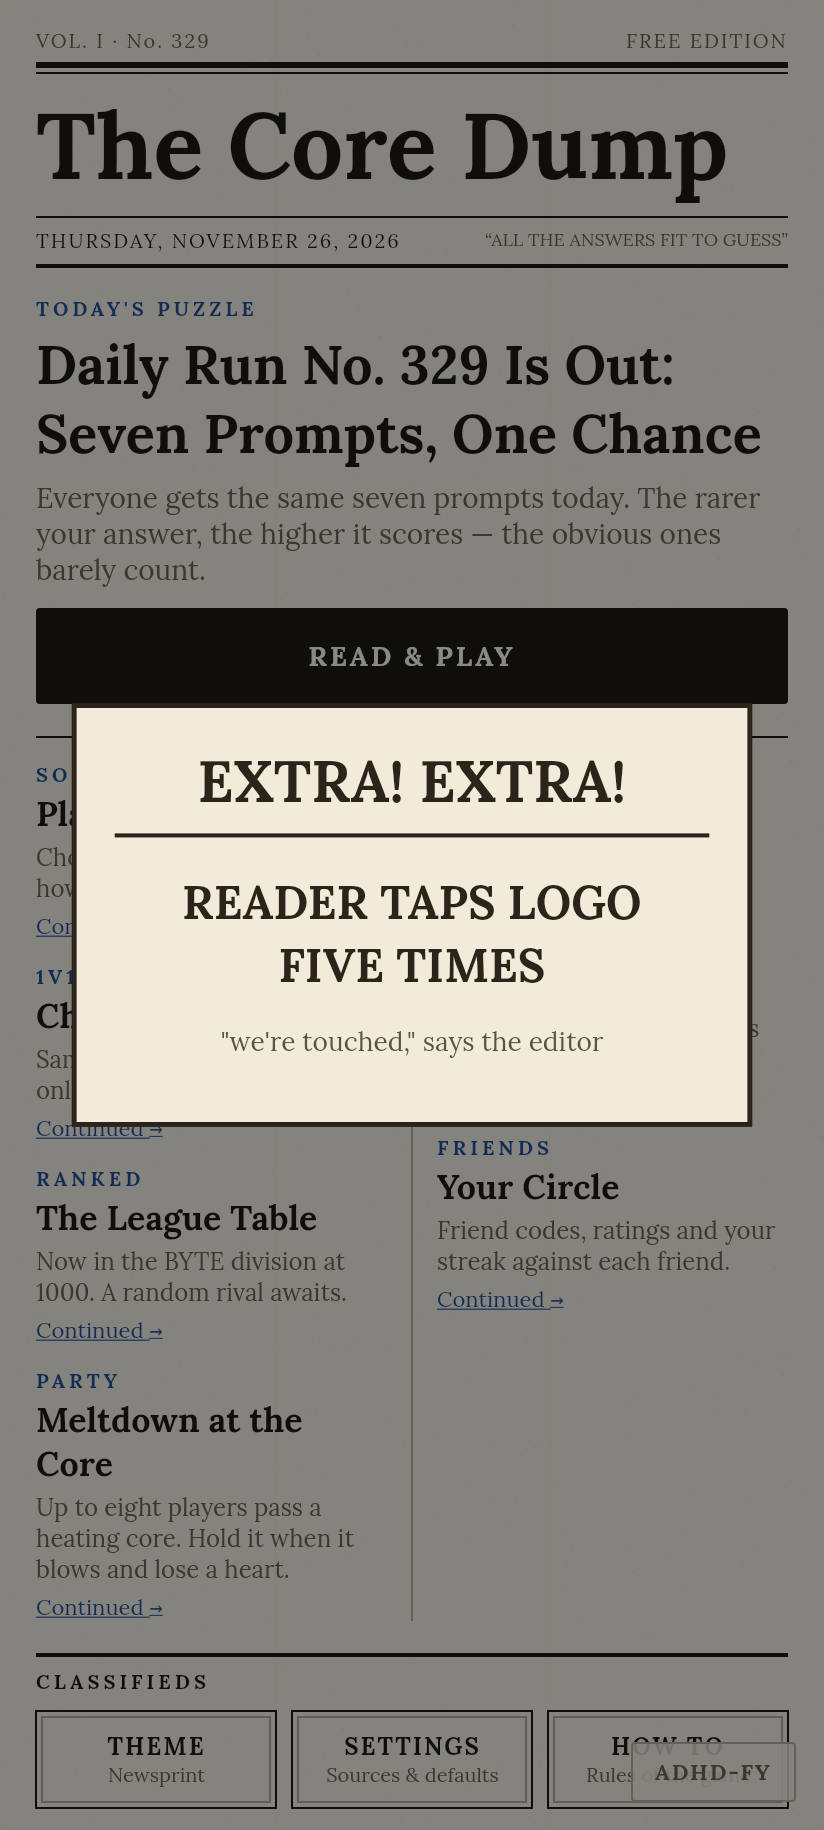 VOL. I · No. 329
FREE EDITION
The Core Dump
THURSDAY, NOVEMBER 26, 2026
“ALL THE ANSWERS FIT TO GUESS”
TODAY'S PUZZLE
Daily Run No. 329 Is Out:
Seven Prompts, One Chance
Everyone gets the same seven prompts today. The rarer
your answer, the higher it scores — the obvious ones
barely count.
READ & PLAY
EXTRA! EXTRA!
READER TAPS LOGO
FIVE TIMES
"we're touched," says the editor
Continued →
RANKED
The League Table
Now in the BYTE division at
1000. A random rival awaits.
Continued →
PARTY
Meltdown at the
Core
Up to eight players pass a
heating core. Hold it when it
blows and lose a heart.
Continued →
FRIENDS
Your Circle
Friend codes, ratings and your
streak against each friend.
Continued →
CLASSIFIEDS
THEME
Newsprint
SETTINGS
Sources & defaults
HOW TO
Rules
ADHD-FY